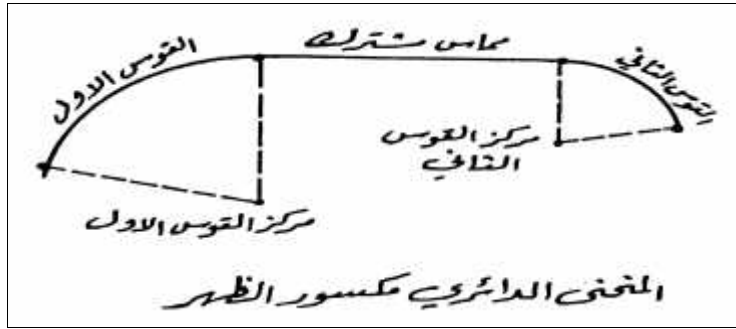 القوس الاول
مماس مشترك
القوس الثاني
مركز القوس
الثاني
مركز القوس الاول
المنحنى الدائري مكسور الظهر